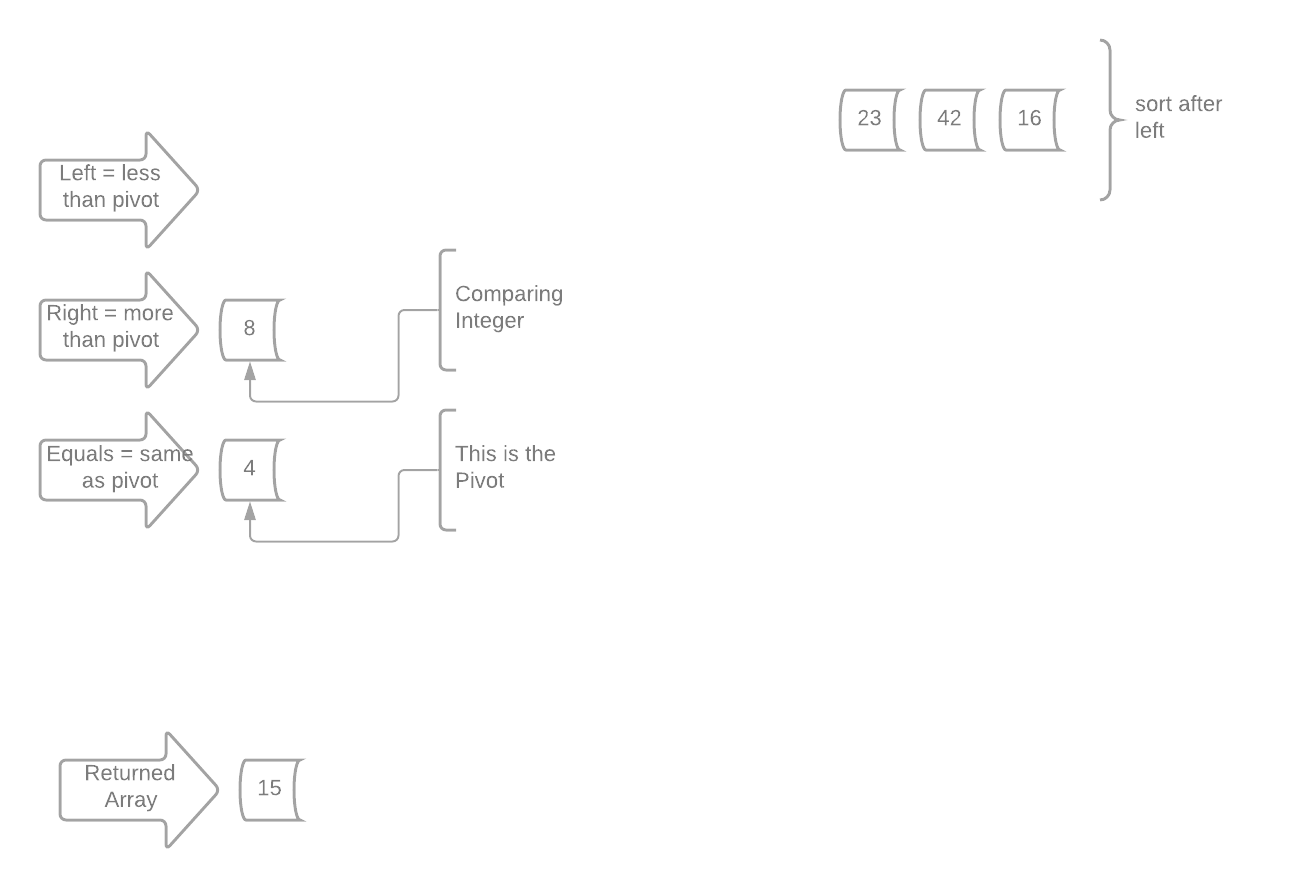 23
42
16
sort after
left
Left = less
than pivot
Right = more
than pivot
8
Comparing
Integer
Equals = same
as pivot
4
This is the
Pivot
Returned
Array
15